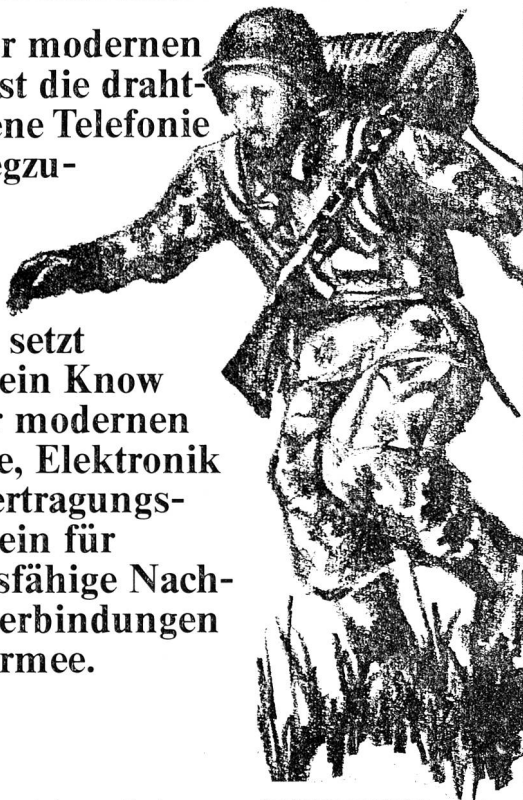 r modernen
st die draht-
ene Telefonie
egzu-
setzt
ein Know
r modernen
e, Elektronik
ertragungs-
ein für
sfähige Nach-
erbindungen
rmee.